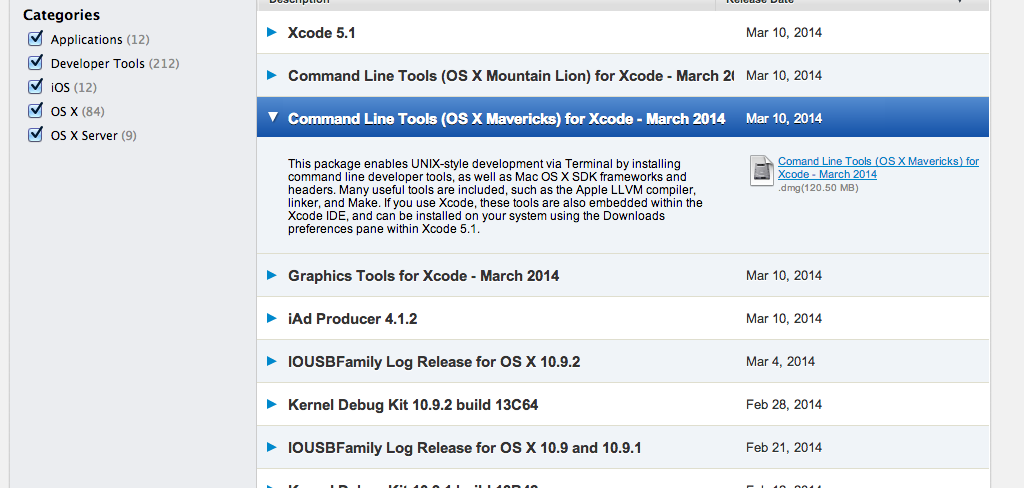 Categories
Applications (12)
Developer Tools (212)
iOS (12)
OS X (84)
OS X Server (9)
Description Release Date
Xcode 5.1 Mar 10, 2014
Command Line Tools (OS X Mountain Lion) for Xcode - March 20 Mar 10, 2014
Command Line Tools (OS X Mavericks) for Xcode - March 2014 Mar 10, 2014
This package enables UNIX-style development via Terminal by installing
command line developer tools, as well as Mac OS X SDK frameworks and
headers. Many useful tools are included, such as the Apple LLVM compiler,
linker, and Make. If you use Xcode, these tools are also embedded within the
Xcode IDE, and can be installed on your system using the Downloads
preferences pane within Xcode 5.1.
Comand Line Tools (OS X Mavericks) for
Xcode - March 2014
.dmg(120.50 MB)
Graphics Tools for Xcode - March 2014 Mar 10, 2014
iAd Producer 4.1.2 Mar 10, 2014
IOUSBFamily Log Release for OS X 10.9.2 Mar 4, 2014
Kernel Debug Kit 10.9.2 build 13C64 Feb 28, 2014
IOUSBFamily Log Release for OS X 10.9 and 10.9.1 Feb 21, 2014